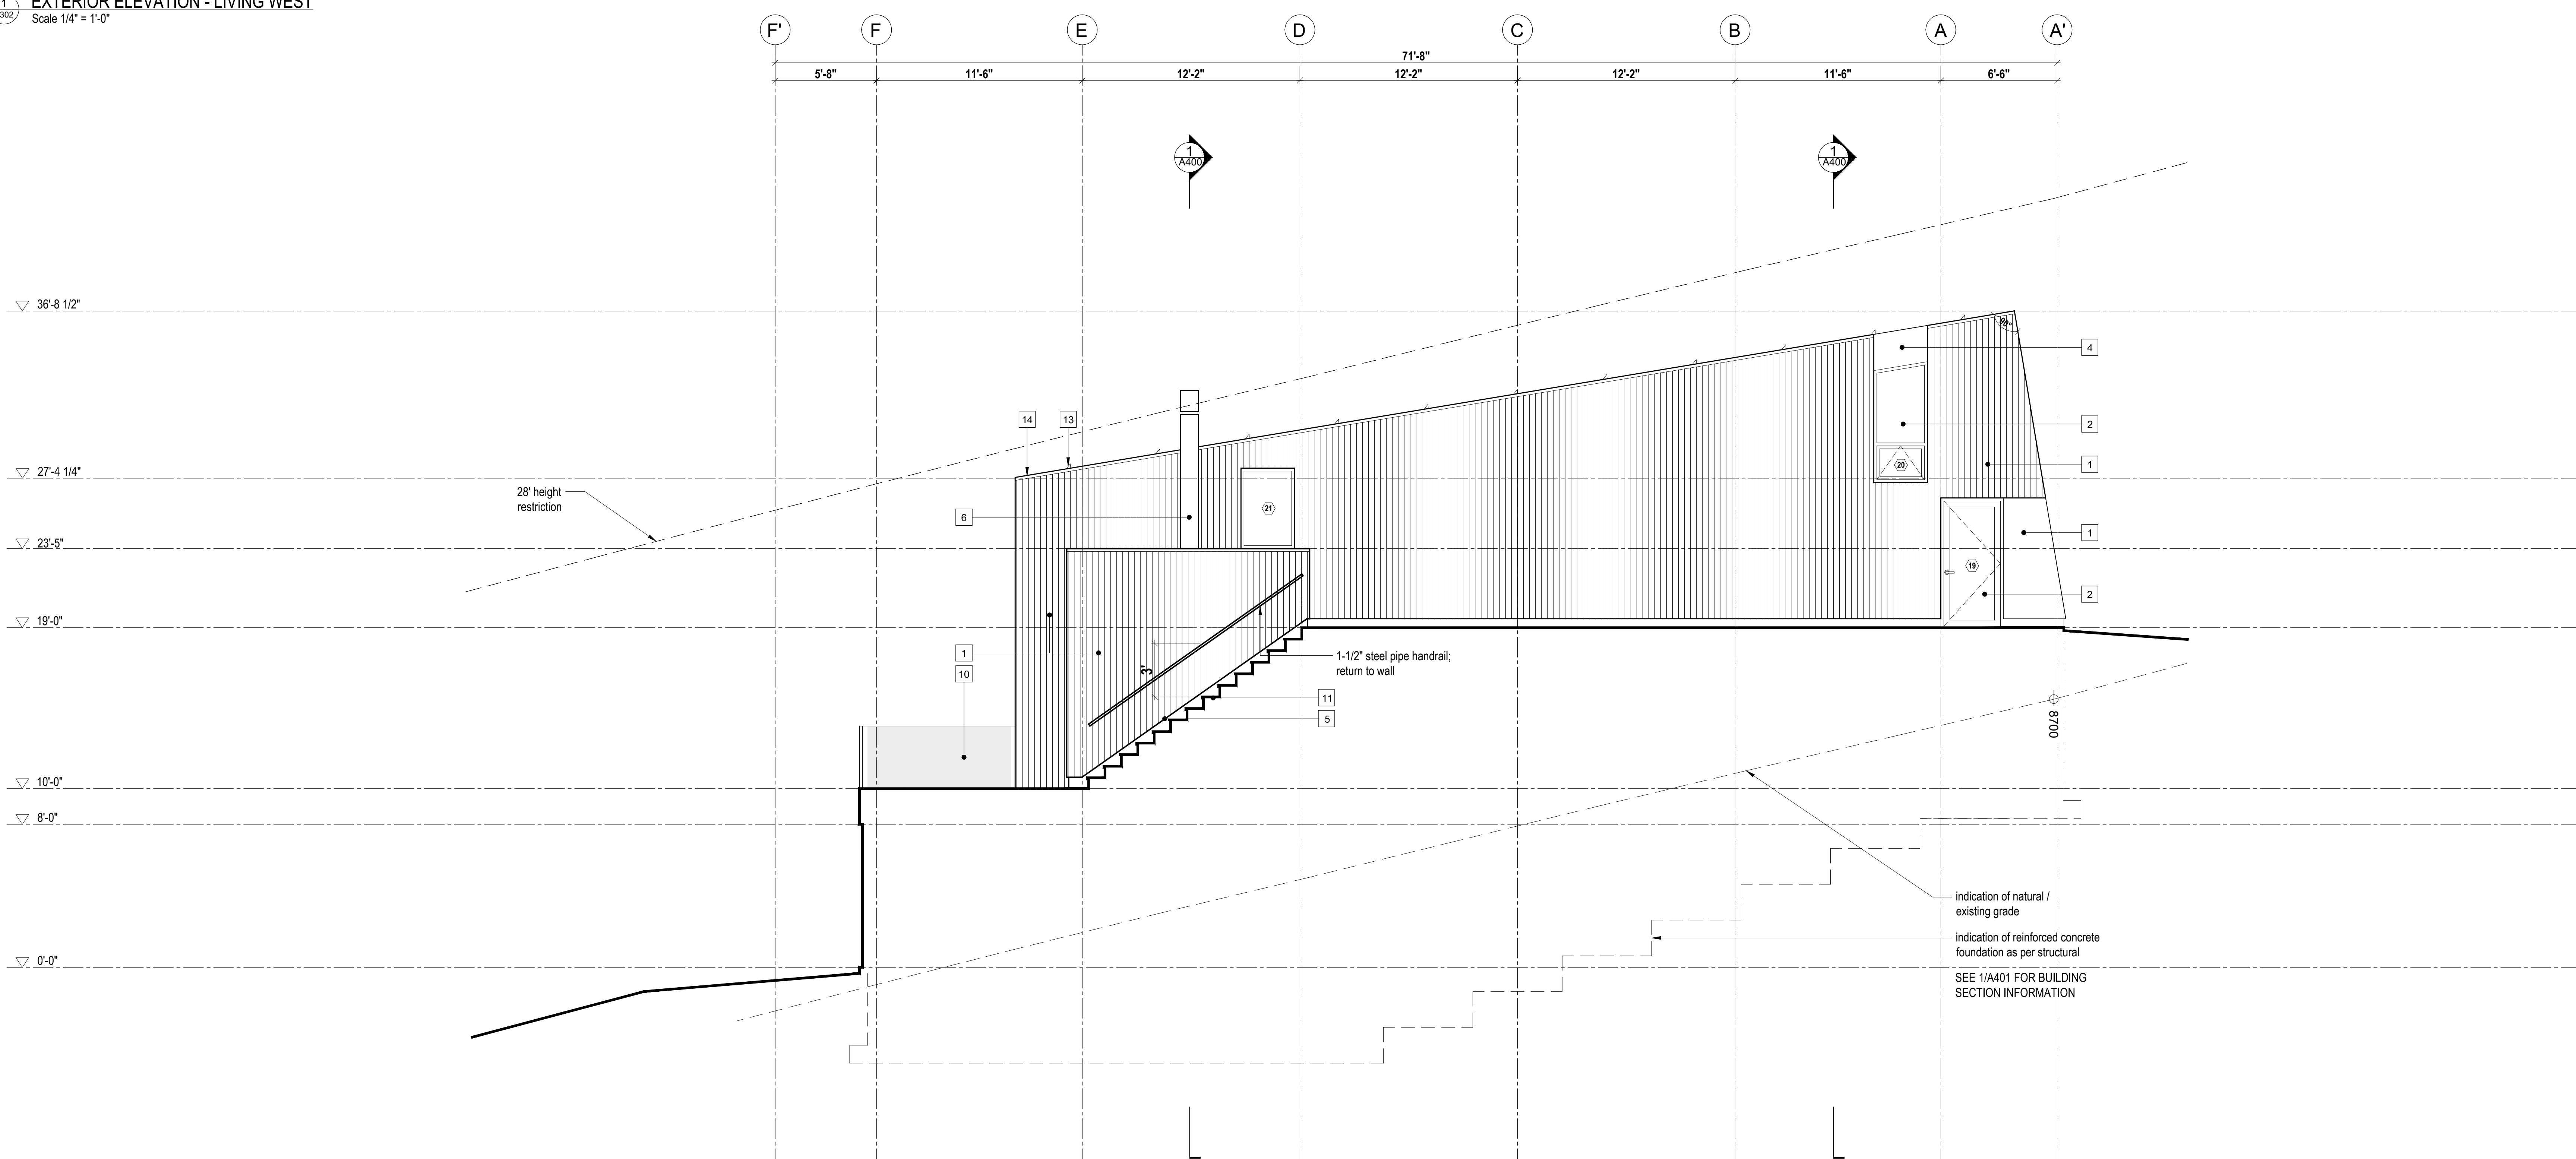 1
302
EXTERIOR ELEVATION - LIVING WEST
Scale 1/4" = 1'-0"
F'
F
E
D
C
B
A
A'
71'-8"
5'-8"
11'-6"
12'-2"
12'-2"
12'-2"
11'-6"
6'-6"
1
A400
1
A400
36'-8 1/2"
90°
4
14
13
2
1
27'-4 1/4"
20
28' height
restriction
21
6
1
23'-5"
19
2
19'-0"
1
3'
1-1/2" steel pipe handrail;
return to wall
10
11
5
8700
10'-0"
8'-0"
indication of natural /
existing grade
indication of reinforced concrete
foundation as per structural
0'-0"
SEE 1/A401 FOR BUILDING
SECTION INFORMATION